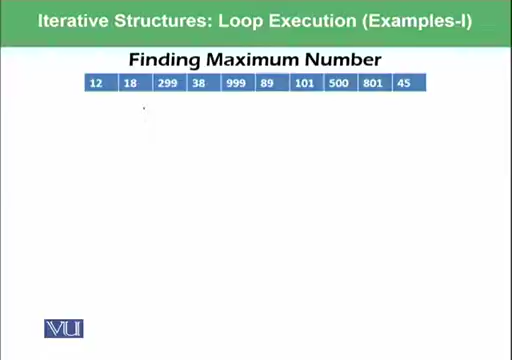 Iterative Structures: Loop Execution (Examples-I)
Finding Maximum Number
12 18 299 38 999 89 101 500 801 45
VU